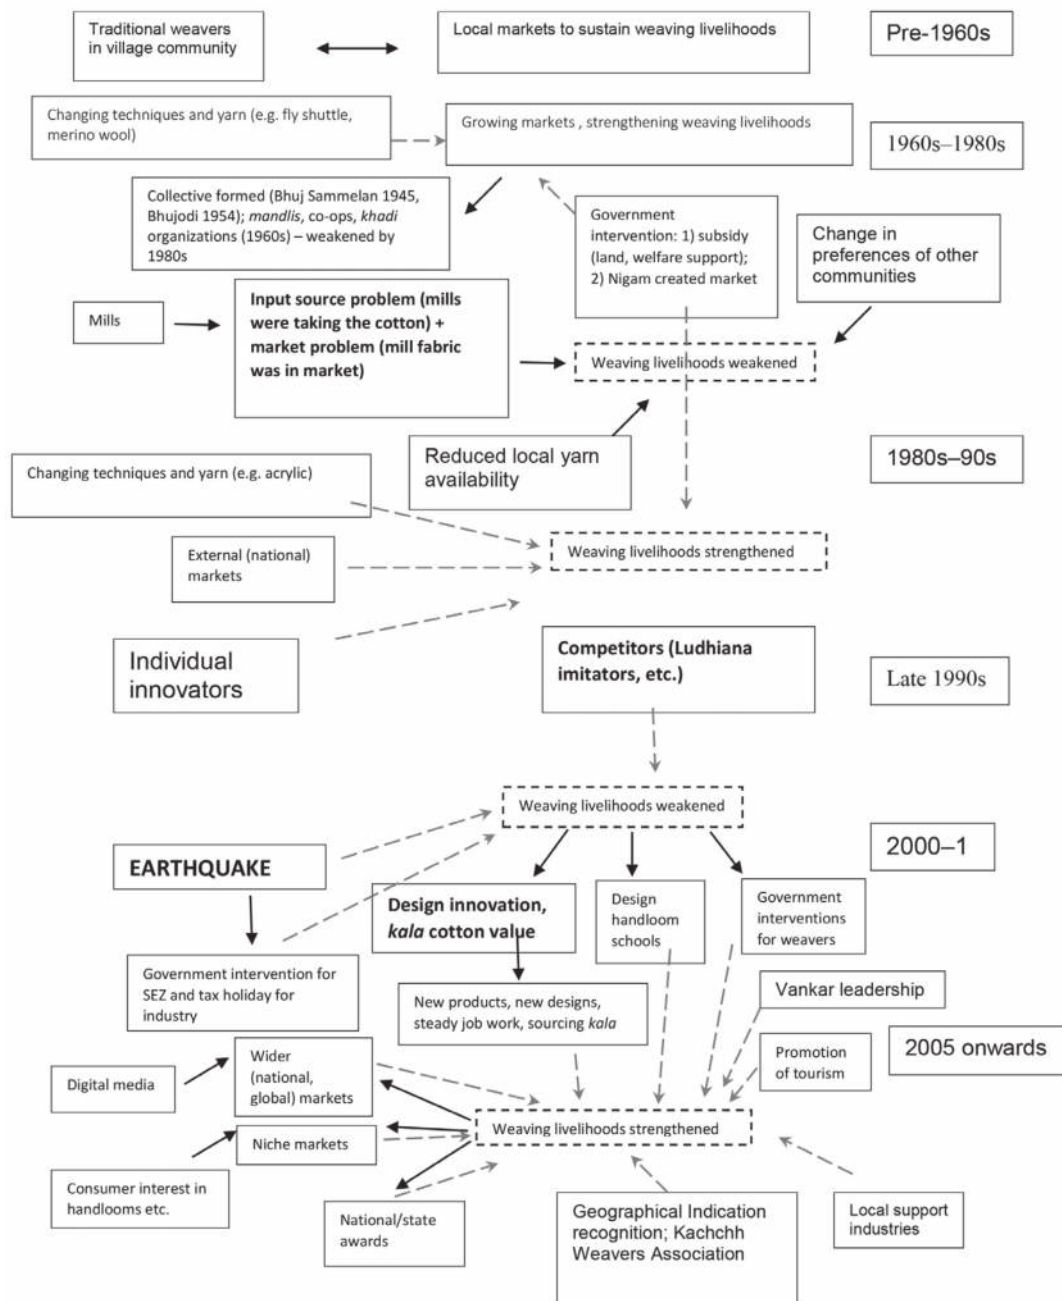 Traditional weavers
in village community
Local markets to sustain weaving livelihoods
Pre-1960s
Changing techniques and yarn (e.g. fly shuttle,
merino wool)
Growing markets , strengthening weaving livelihoods
1960s–1980s
Collective formed (Bhuj Sammelan 1945,
Bhujodi 1954); mandlis, co-ops, khadi
organizations (1960s) – weakened by
1980s
Government
intervention: 1) subsidy
(land, welfare support);
2) Nigam created market
Change in
preferences of other
communities
Mills
Input source problem (mills
were taking the cotton) +
market problem (mill fabric
was in market)
Weaving livelihoods weakened
Reduced local yarn
availability
1980s–90s
Changing techniques and yarn (e.g. acrylic)
External (national)
markets
Weaving livelihoods strengthened
Individual
innovators
Competitors (Ludhiana
imitators, etc.)
Late 1990s
Weaving livelihoods weakened
2000–1
EARTHQUAKE
Design innovation,
kala cotton value
Design
handloom
schools
Government
interventions
for weavers
Government intervention for
SEZ and tax holiday for
industry
New products, new designs,
steady job work, sourcing kala
Vankar leadership
2005 onwards
Promotion
of tourism
Digital media
Wider
(national,
global) markets
Niche markets
Weaving livelihoods strengthened
Consumer interest in
handlooms etc.
National/state
awards
Geographical Indication
recognition; Kachchh
Weavers Association
Local support
industries